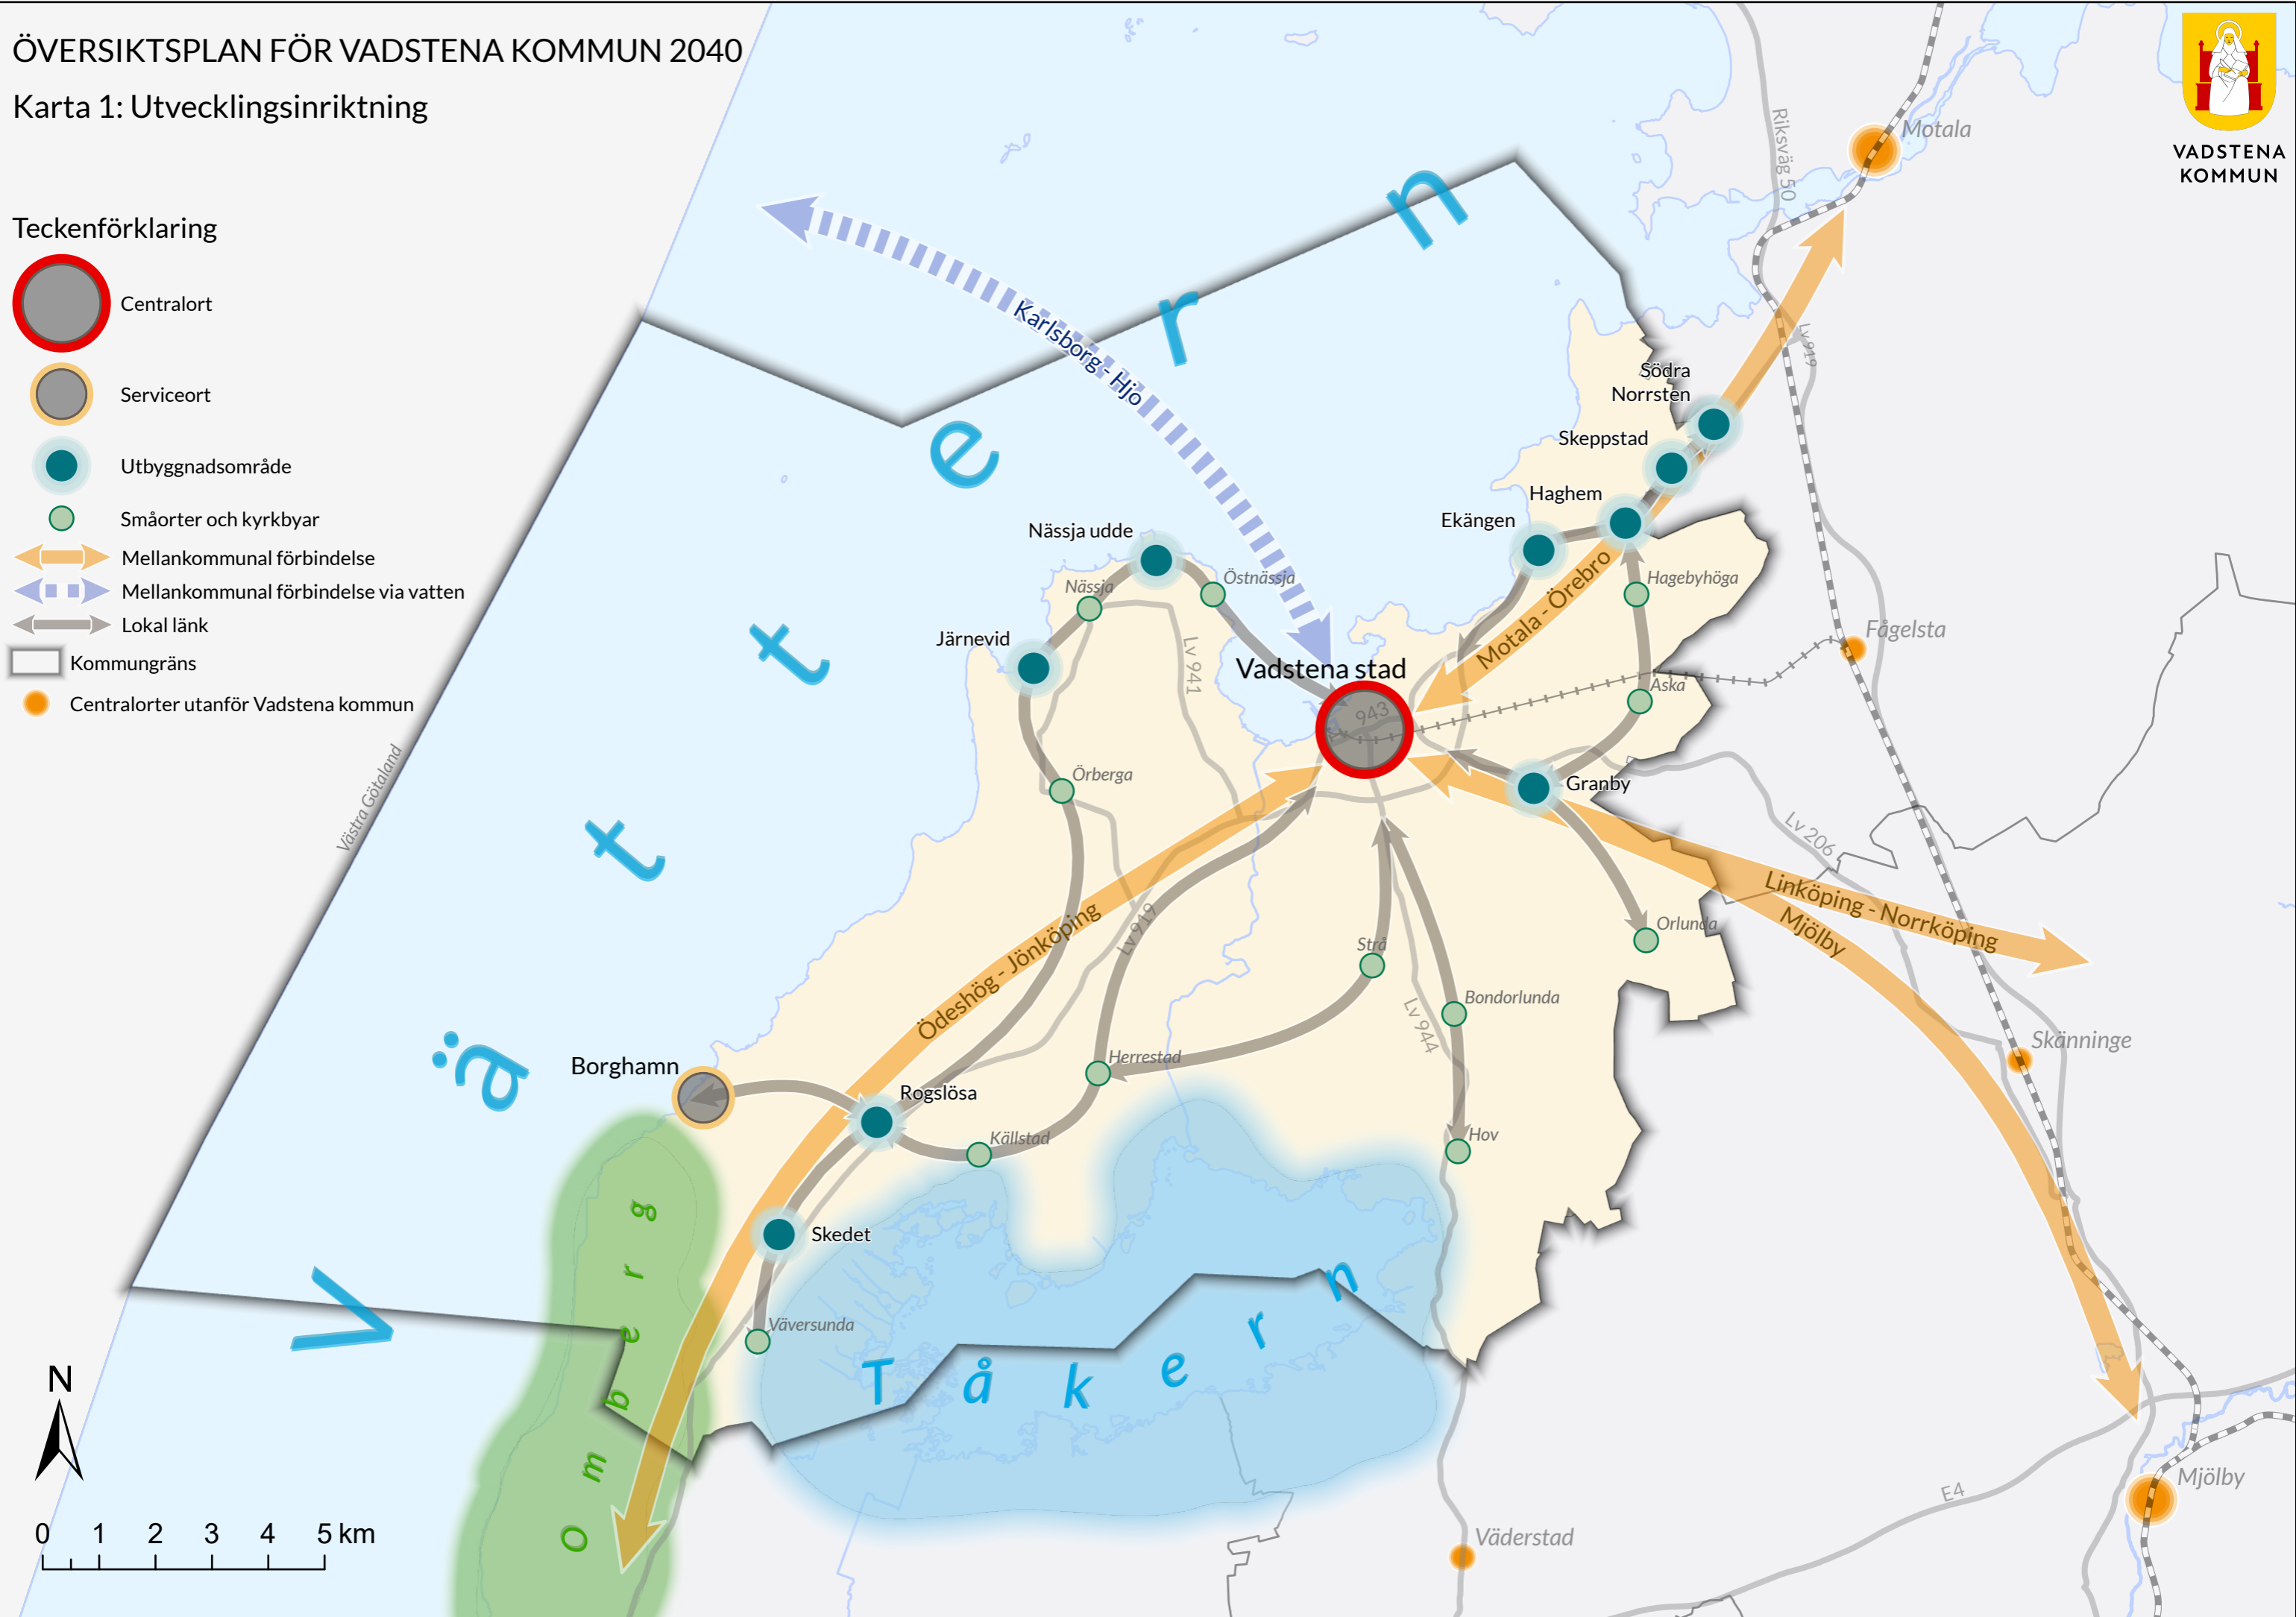 ÖVERSIKTSPLAN FÖR VADSTENA KOMMUN 2040
Karta 1: Utvecklingsinriktning
VADSTENA
KOMMUN
Teckenförklaring
Centralort
Serviceort
Utbyggnadsområde
Småorter och kyrkbyar
Mellankommunal förbindelse
Mellankommunal förbindelse via vatten
Lokal länk
Kommungräns
Centralorter utanför Vadstena kommun
Västra Götaland
Vättern
Karlsborg - Hjo
Riksväg 50
Motala
Lv 919
Södra
Norrsten
Skeppstad
Haghem
Ekängen
Nässja udde
Nässja
Östnässja
Hagebyhöga
Motala - Örebro
Fågelsta
Järnevid
Lv 941
Vadstena stad
943
Aska
Örberga
Granby
Lv 206
Linköping - Norrköping
Mjölby
Orlunda
Ödeshög - Jönköping
Lv 919
Strå
Bondorlunda
Lv 944
Skänninge
Herrestad
Borghamn
Rogslösa
Källstad
Hov
Skedet
Väversunda
Omberg
Tåkern
E4
Mjölby
Väderstad
N
0 1 2 3 4 5 km